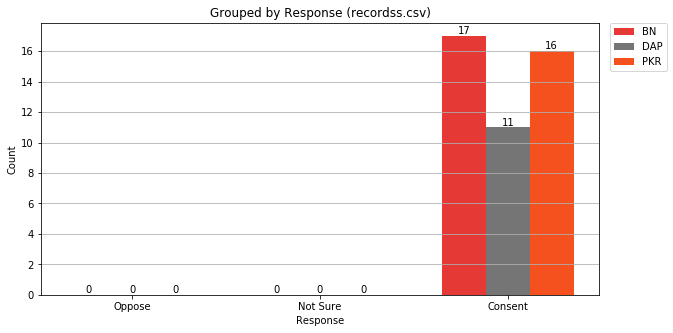 Grouped by Response (recordss.csv)
BN
DAP
PKR
Count
16
14
12
10
8
6
4
2
0
0 0 0 0 0 0 17 11 16
Oppose Not Sure Consent
Response